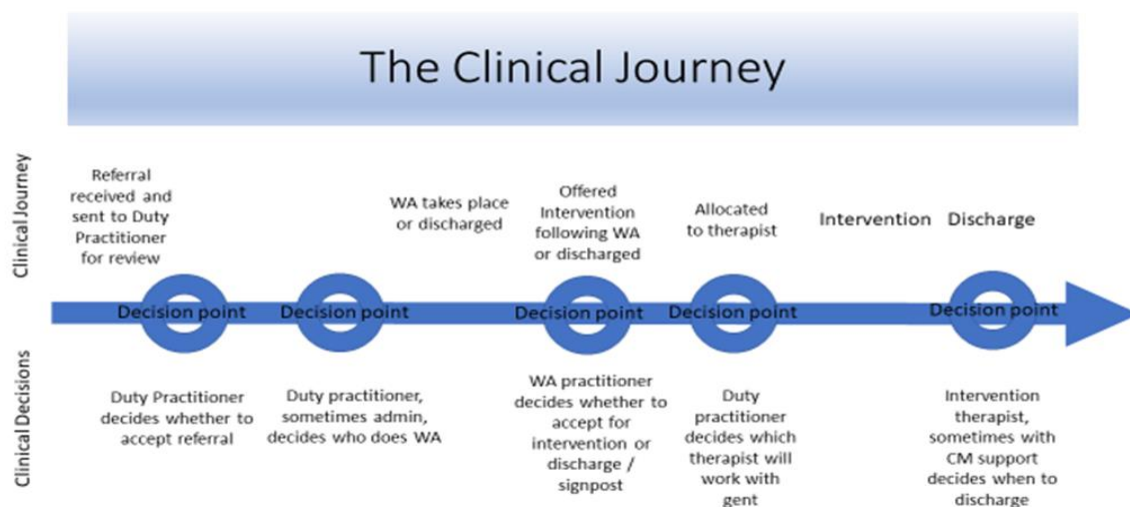 The Clinical Journey
Clinical Journey
Referral
received and
sent to Duty
Practitioner
for review
WA takes place
or discharged
Offered
Intervention
following WA
or discharged
Allocated
to therapist
Intervention
Discharge
Decision point
Decision point
Decision point
Decision point
Decision point
Clinical Decisions
Duty Practitioner
decides whether to
accept referral
Duty practitioner,
sometimes admin,
decides who does WA
WA practitioner
decides whether to
accept for
intervention or
discharge /
signpost
Duty
practitioner
decides which
therapist will
work with
gent
Intervention
therapist,
sometimes with
CM support
decides when to
discharge